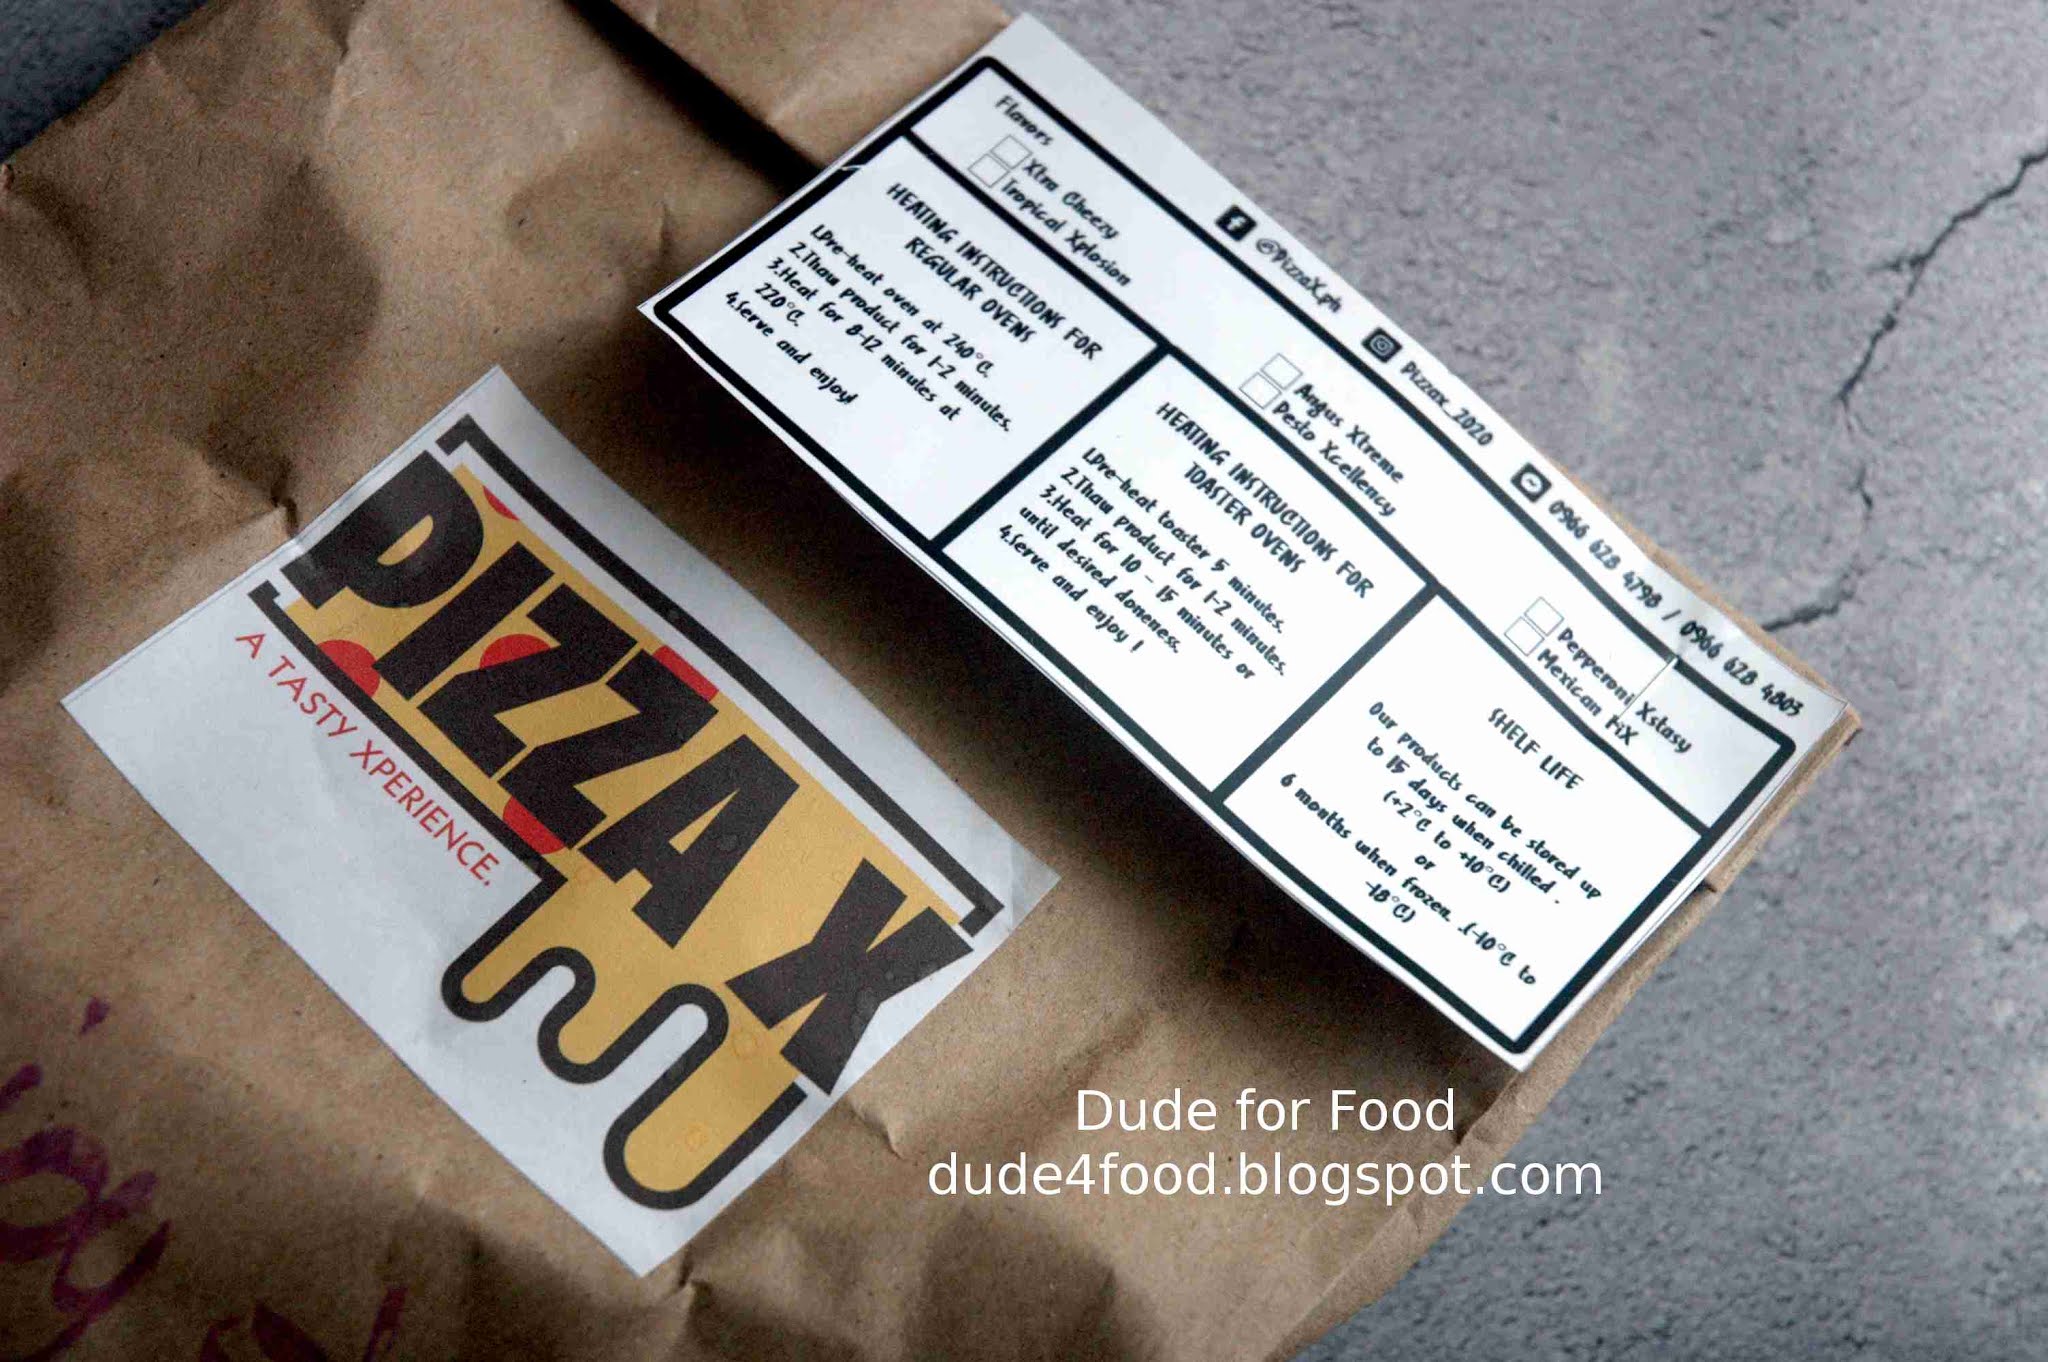 @PizzaX.ph
Pizzax_2020
0966 628 4798 / 0966 628 4803
Flavors
Xtra Cheezy
Tropical Xplosion
Angus Xtreme
Pesto Xcellency
Pepperoni Xstasy
Mexican MiX
HEATING INSTRUCTIONS FOR
REGULAR OVENS
1.Pre-heat oven at 240°C.
2.Thaw product for 1-2 minutes.
3.Heat for 8-12 minutes at
220°C.
4.Serve and enjoy!
HEATING INSTRUCTIONS FOR
TOASTER OVENS
1.Pre-heat toaster 5 minutes.
2.Thaw product for 1-2 minutes.
3.Heat for 10 - 15 minutes or
until desired doneness.
4.Serve and enjoy !
SHELF LIFE
Our products can be stored up
to 15 days when chilled .
(+2°C to +10°C)
or
6 months when frozen. .(-10°C to
-18°C)
PIZZA X
A TASTY XPERIENCE.
Dude for Food
dude4food.blogspot.com